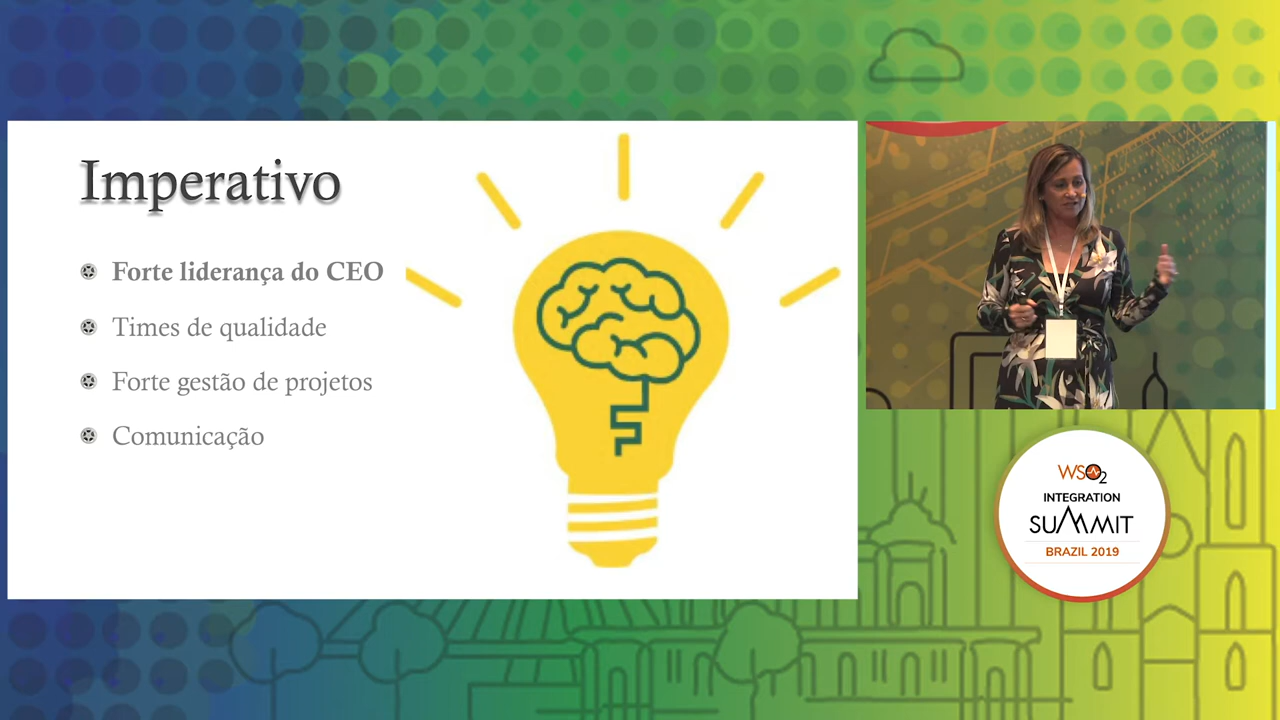 Imperativo
Forte liderança do CEO
Times de qualidade
Forte gestão de projetos
Comunicação
WSO2
INTEGRATION
SUMMIT
BRAZIL 2019